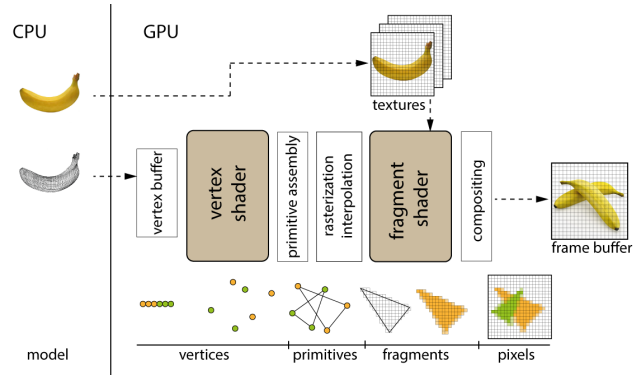 CPU
GPU
textures
vertex buffer
vertex
shader
primitive assembly
rasterization
interpolation
fragment
shader
compositing
frame buffer
model
vertices
primitives
fragments
pixels